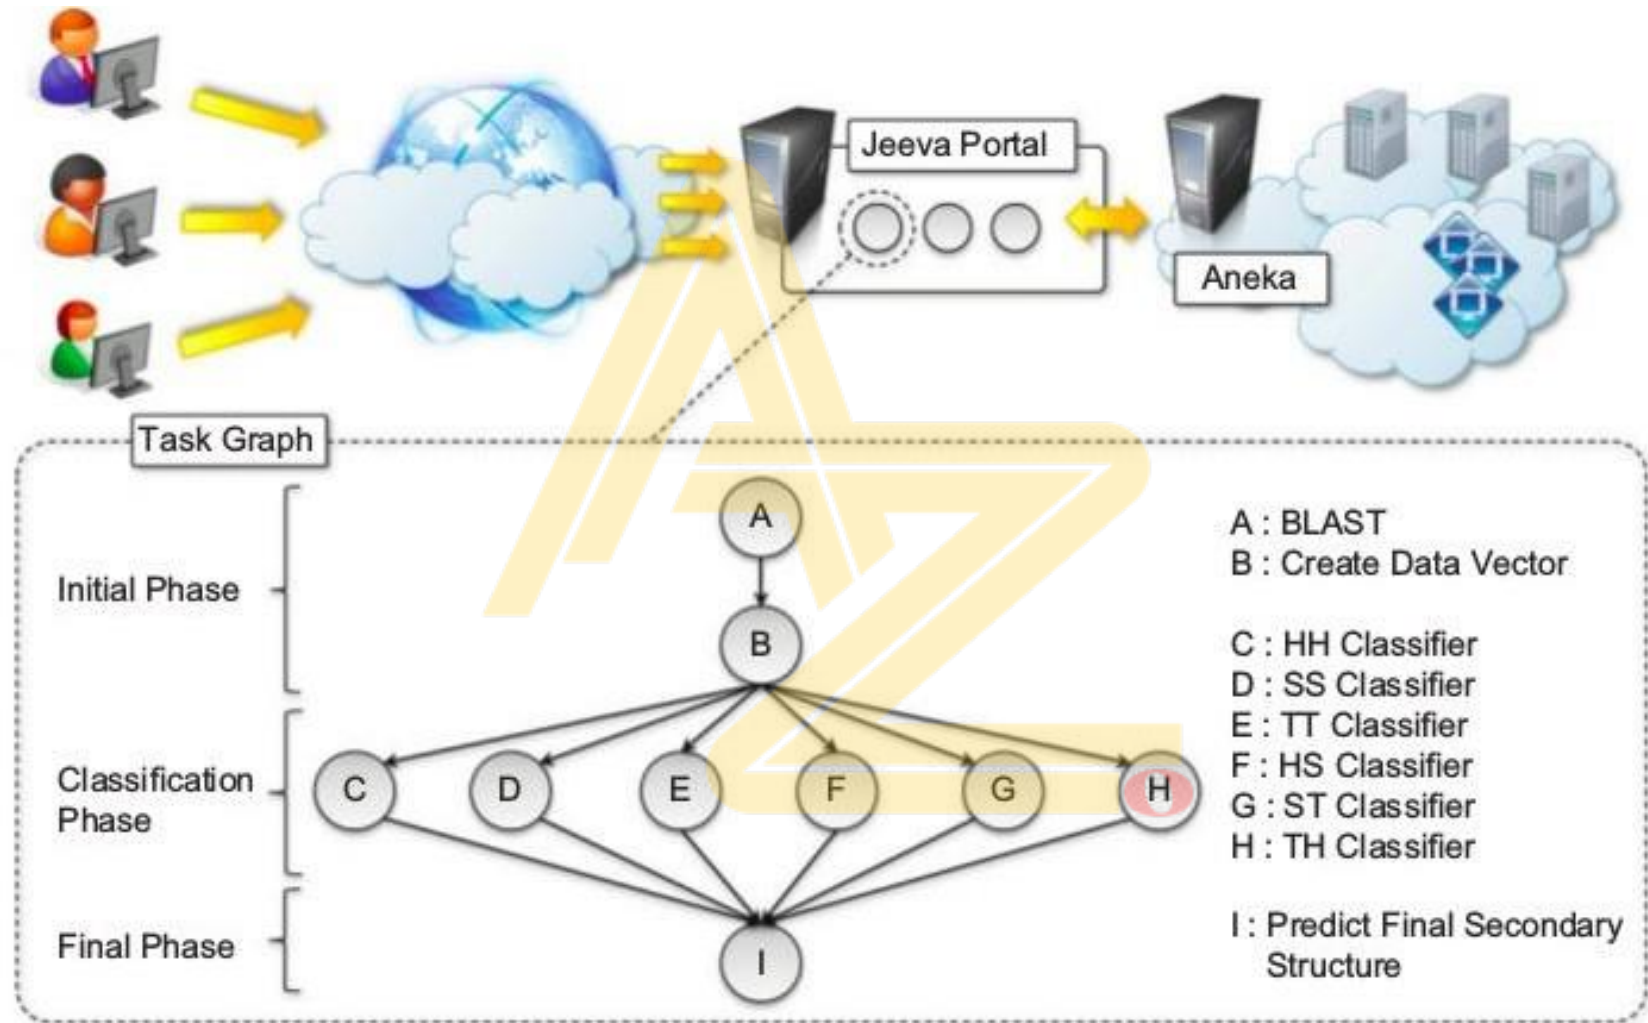 Jeeva Portal
Aneka
Task Graph
Initial Phase
Classification
Phase
Final Phase
A
B
C
D
E
F
G
H
I
A : BLAST
B : Create Data Vector
C : HH Classifier
D : SS Classifier
E : TT Classifier
F : HS Classifier
G : ST Classifier
H : TH Classifier
I : Predict Final Secondary
Structure
AZ